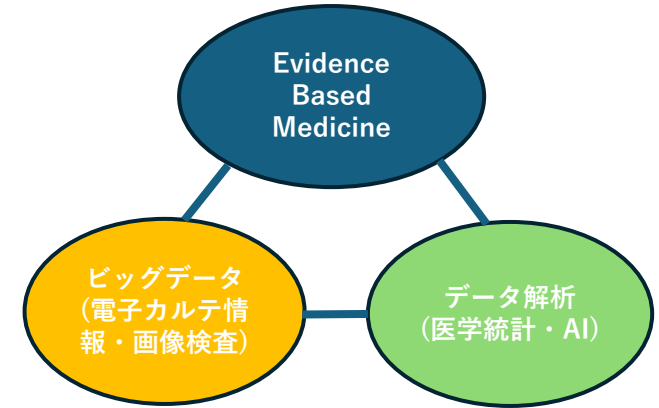 Evidence
Based
Medicine
ビッグデータ
(電子カルテ情
報・画像検査)
データ解析
(医学統計・AI)